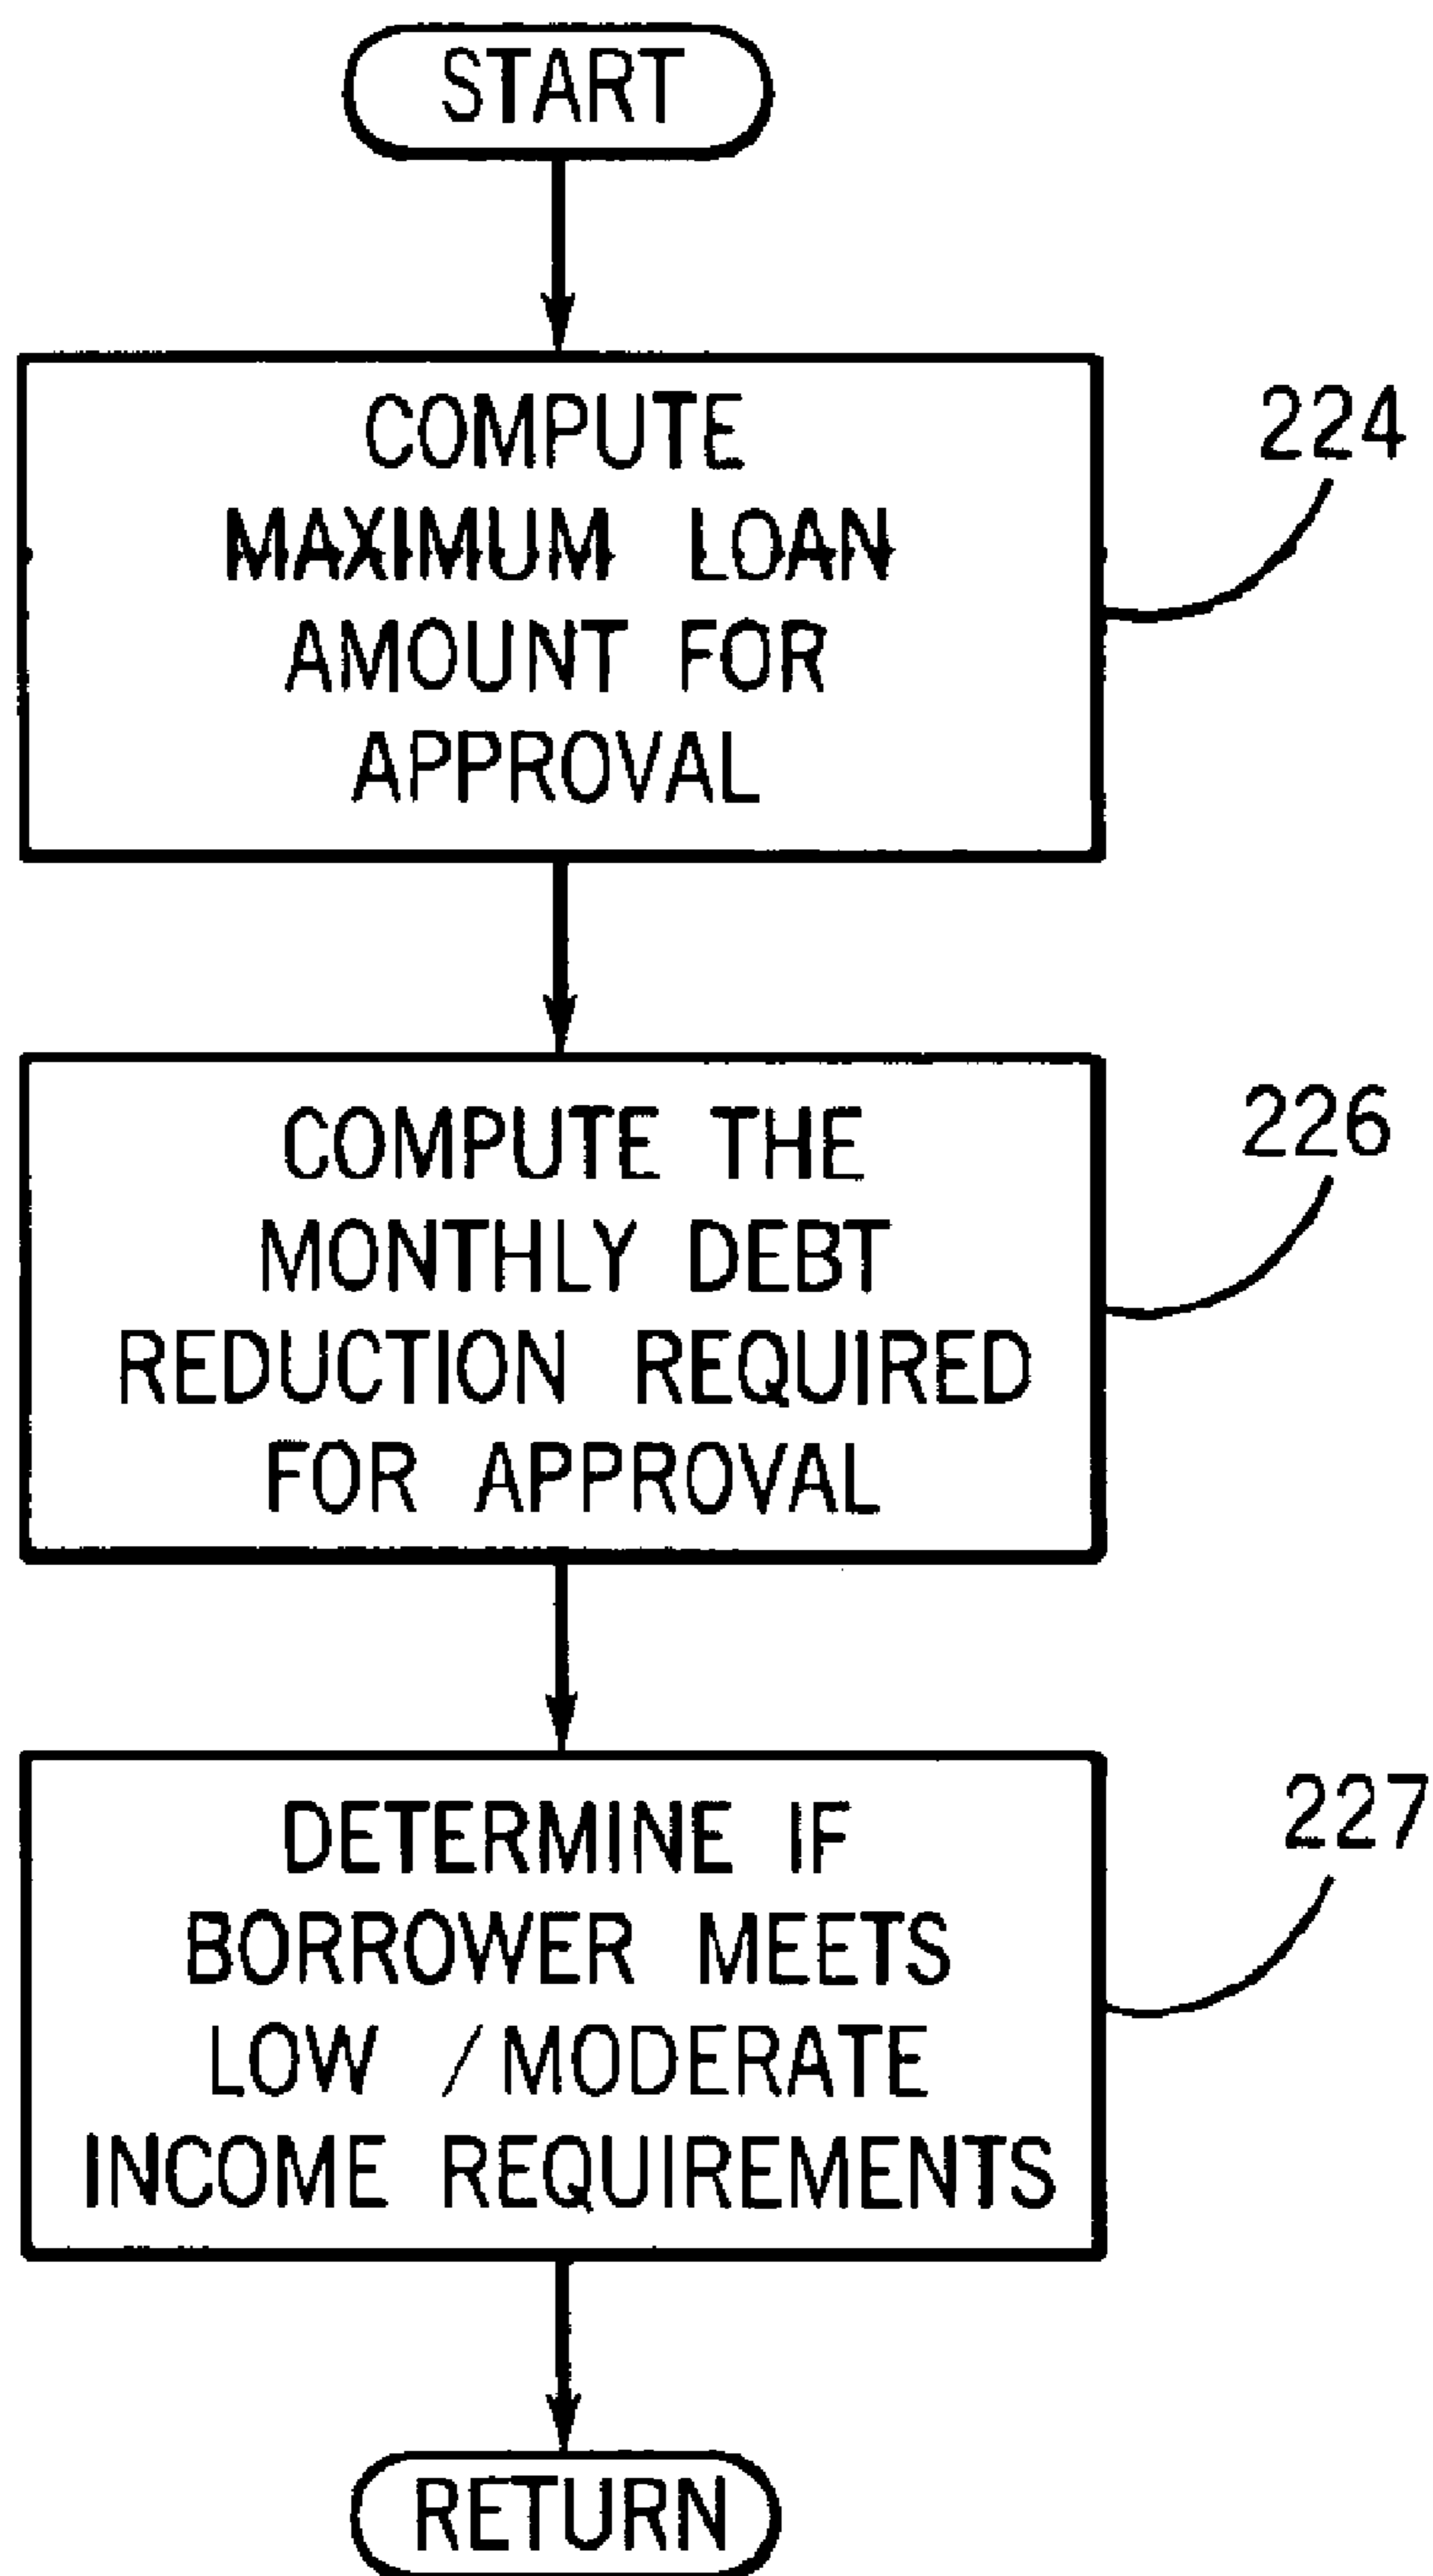 START
COMPUTE
MAXIMUM LOAN
AMOUNT FOR
APPROVAL
224
COMPUTE THE
MONTHLY DEBT
REDUCTION REQUIRED
FOR APPROVAL
226
DETERMINE IF
BORROWER MEETS
LOW / MODERATE
INCOME REQUIREMENTS
227
RETURN